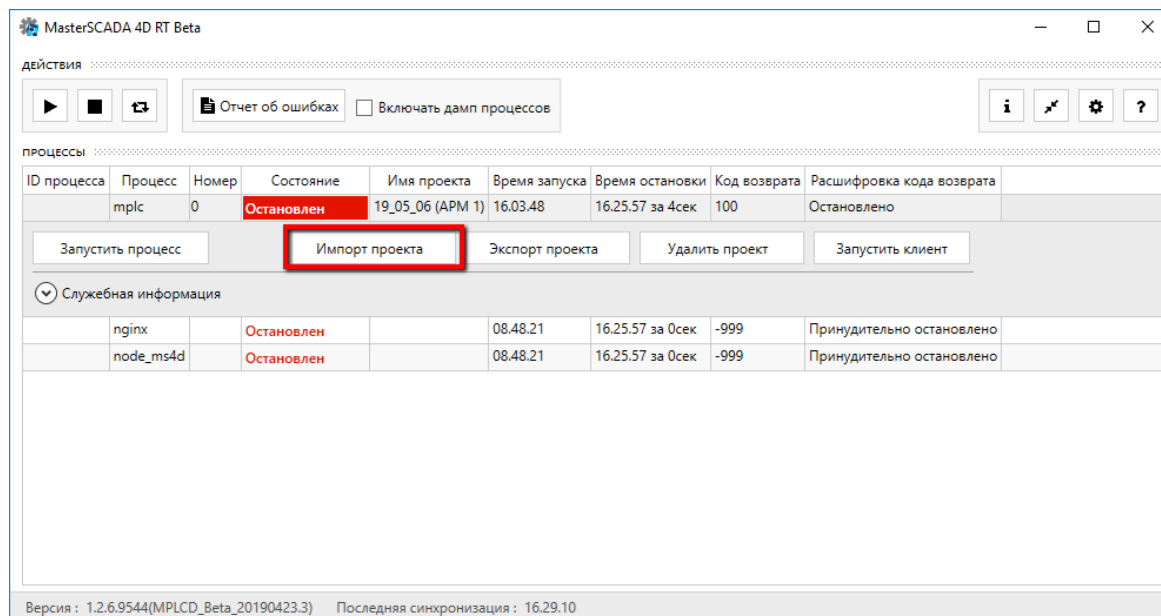 MasterSCADA 4D RT Beta
ДЕЙСТВИЯ
Отчет об ошибках Включать дамп процессов i ?
ПРОЦЕССЫ
ID процесса Процесс Номер Состояние Имя проекта Время запуска Время остановки Код возврата Расшифровка кода возврата
mplc 0 Остановлен 19_05_06 (АРМ 1) 16.03.48 16.25.57 за 4сек 100 Остановлено
Запустить процесс Импорт проекта Экспорт проекта Удалить проект Запустить клиент
Служебная информация
nginx Остановлен 08.48.21 16.25.57 за 0сек -999 Принудительно остановлено
node_ms4d Остановлен 08.48.21 16.25.57 за 0сек -999 Принудительно остановлено
Версия : 1.2.6.9544(MPLCD_Beta_20190423.3) Последняя синхронизация : 16.29.10